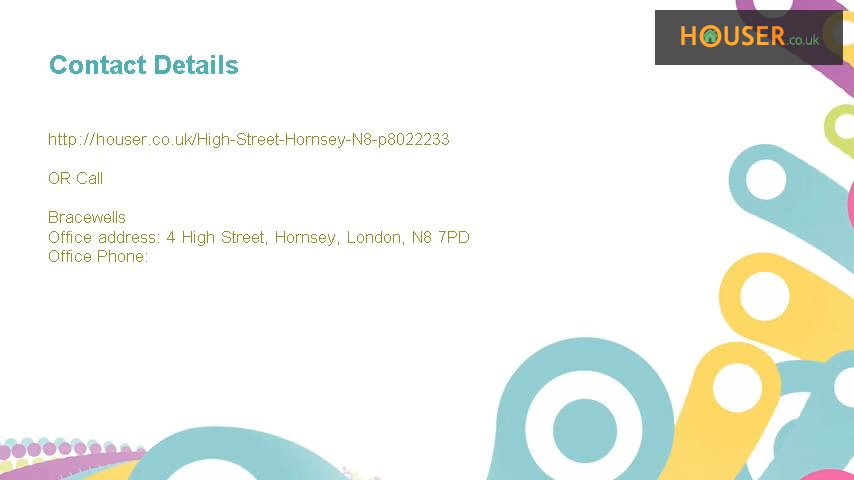 HOUSER.co.uk
Contact Details
http://houser.co.uk/High-Street-Hornsey-N8-p8022233
OR Call
Bracewells
Office address: 4 High Street, Hornsey, London, N8 7PD
Office Phone: